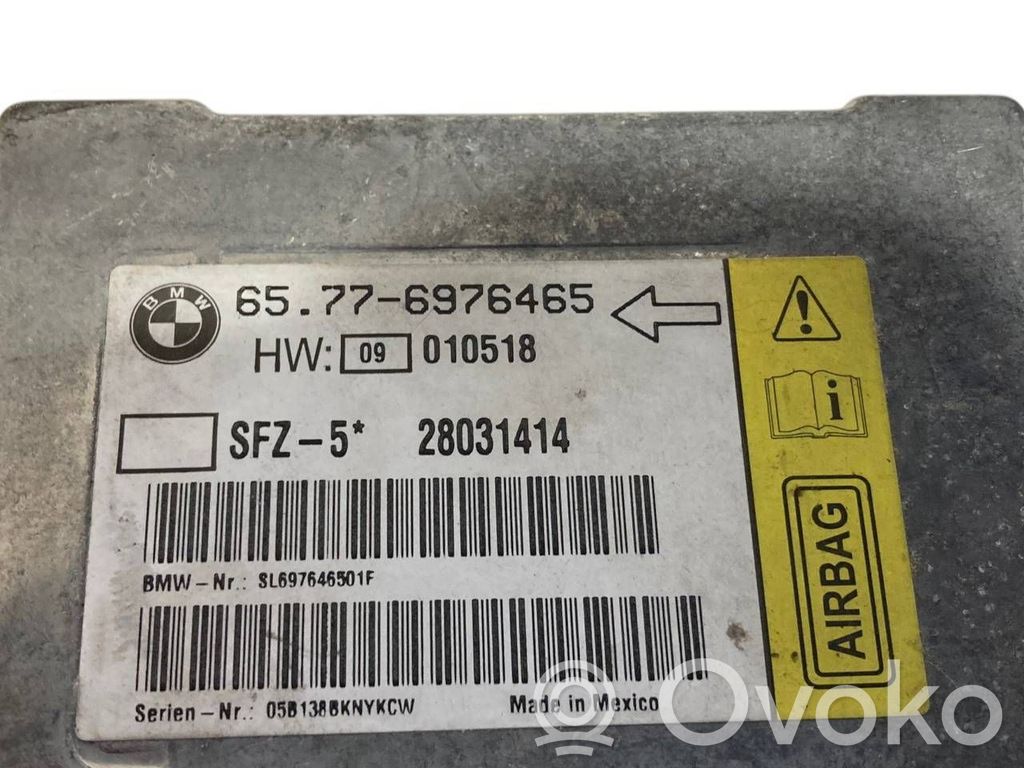 BMW
65.77-6976465
HW: 09 010518
SFZ-5* 28031414
BMW-Nr.: SL697646501F
Serien-Nr.: 05B138BKNYKCW Made in Mexico
i
AIRBAG
Ovoko